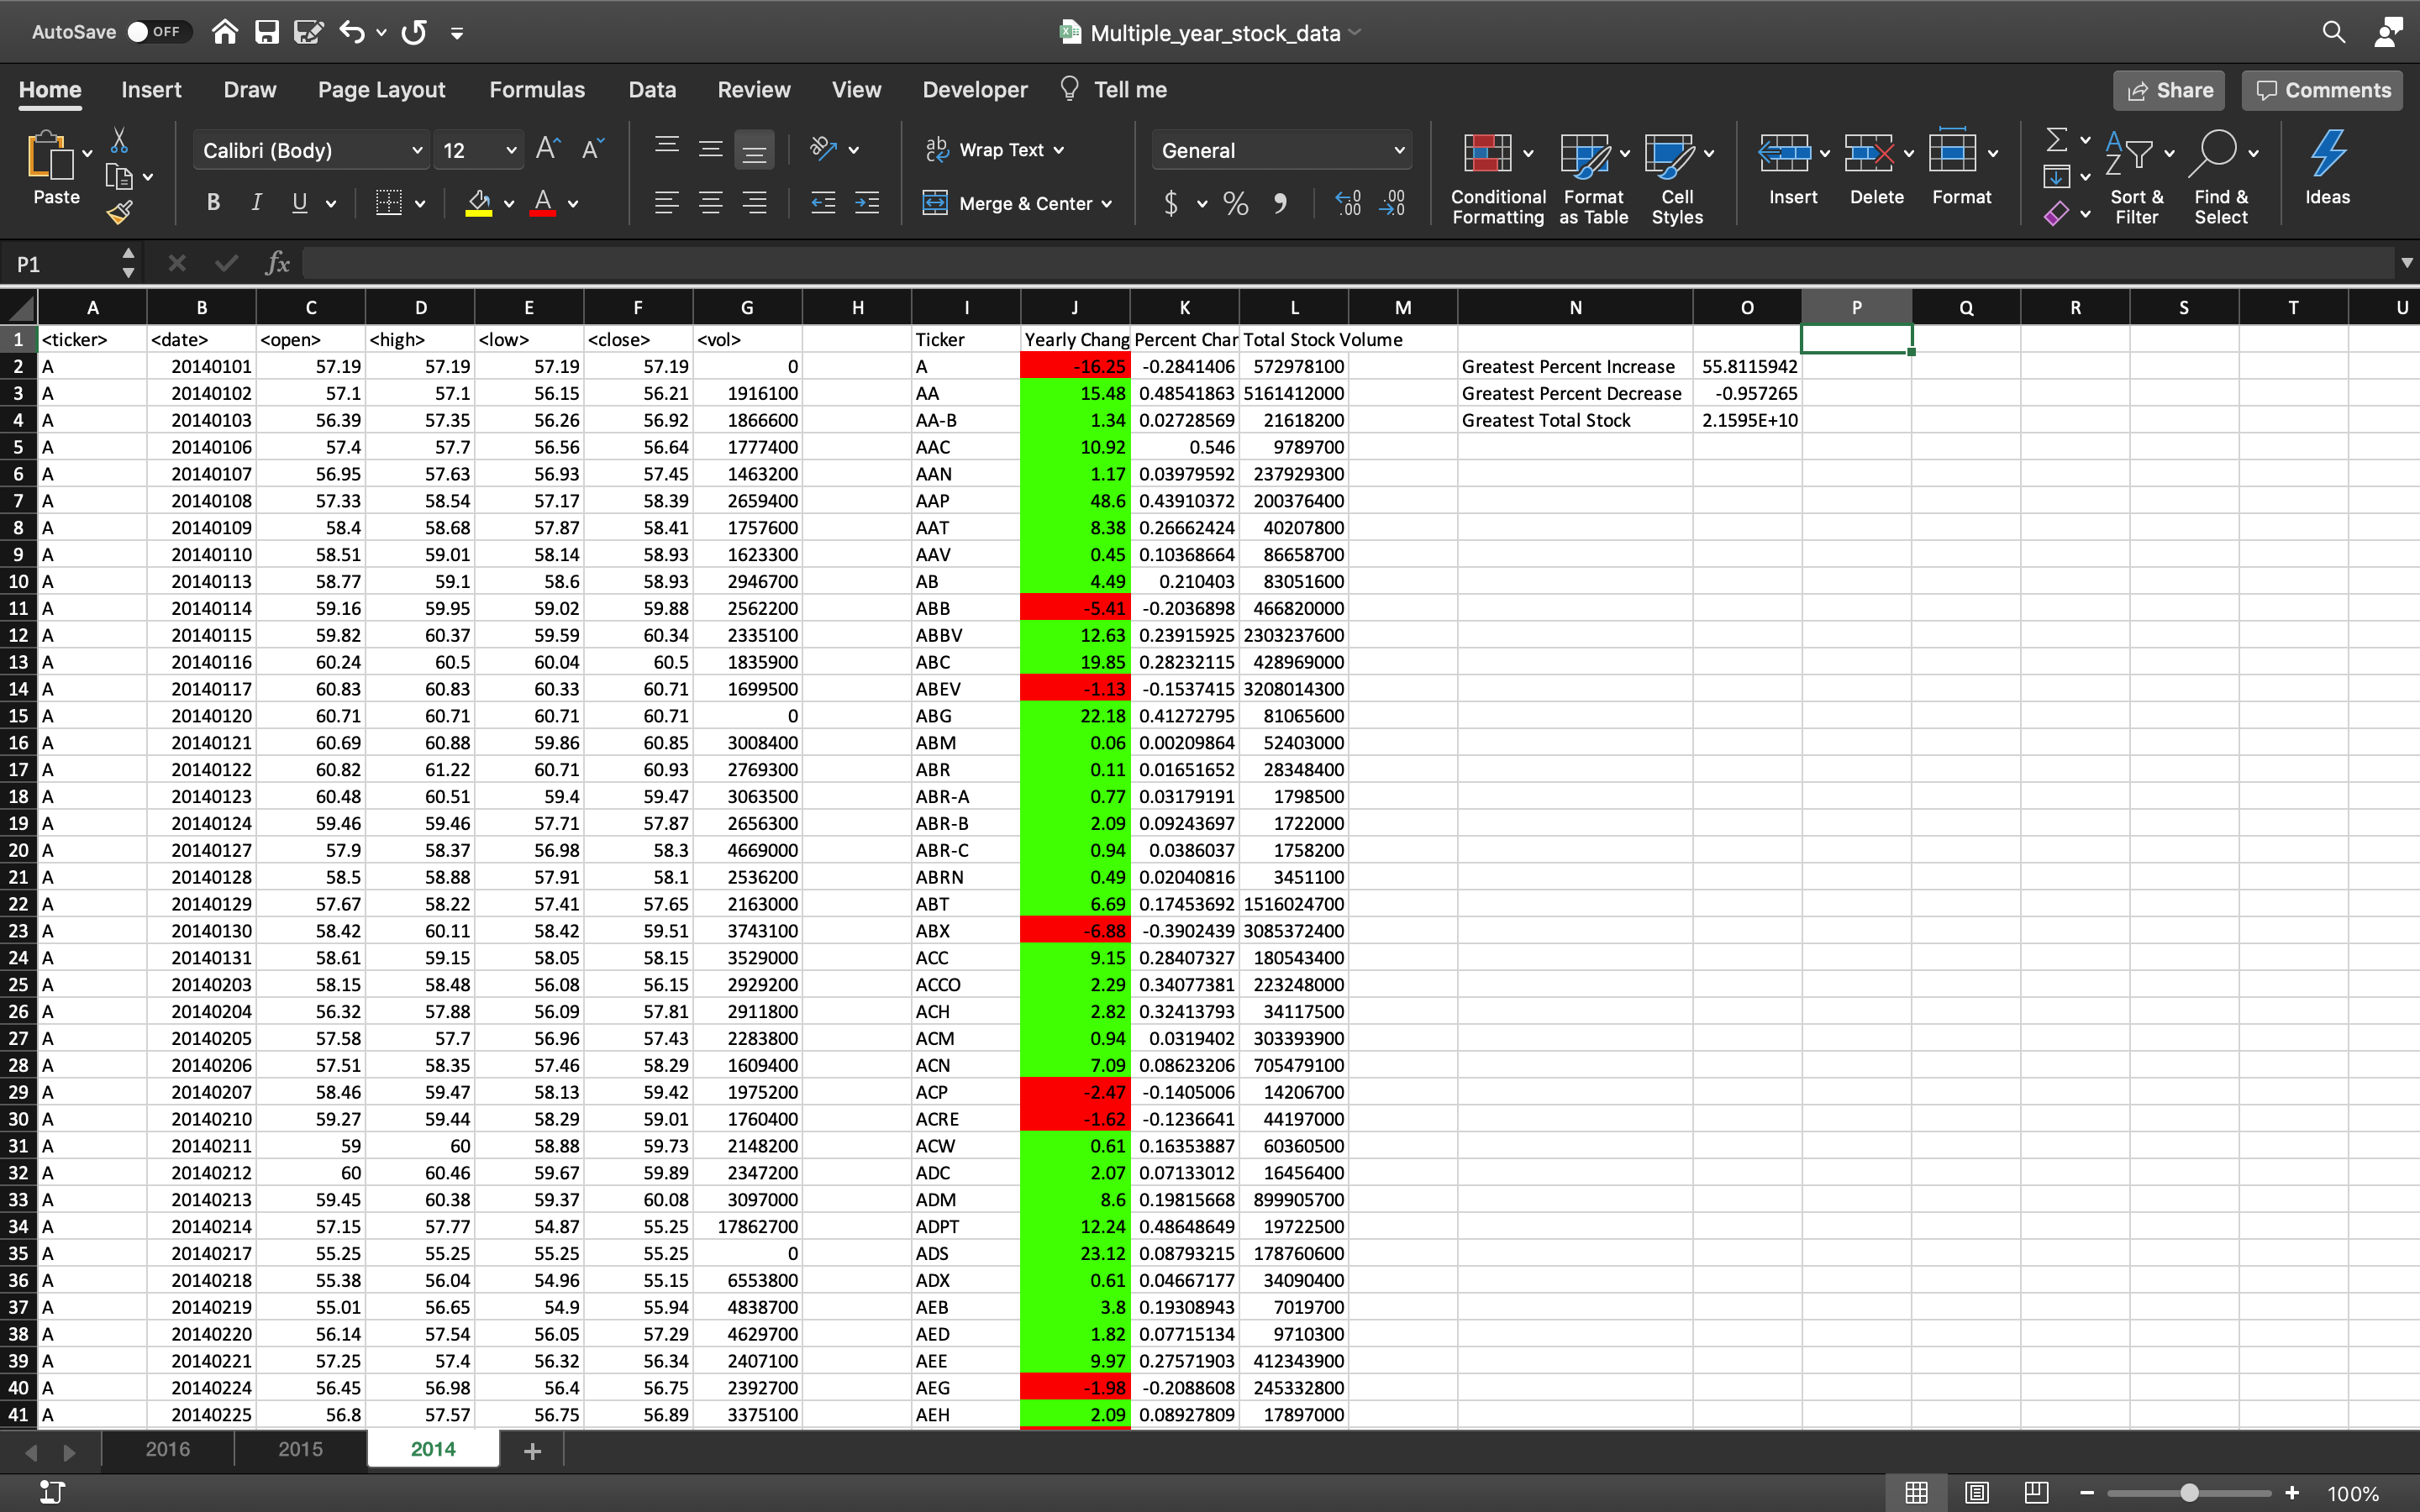 AutoSave OFF Multiple_year_stock_data
Home Insert Draw Page Layout Formulas Data Review View Developer Tell me Share Comments
Paste Calibri (Body) 12 A A ab Wrap Text General Conditional Formatting Format as Table Cell Styles Insert Delete Format Sort & Filter Find & Select Ideas
B I U A Merge & Center $ %
P1 fx
A B C D E F G H I J K L M N O P Q R S T U
1 <ticker> <date> <open> <high> <low> <close> <vol> Ticker Yearly Chang Percent Char Total Stock Volume
2 A 20140101 57.19 57.19 57.19 57.19 0 A -16.25 -0.2841406 572978100 Greatest Percent Increase 55.8115942
3 A 20140102 57.1 57.1 56.15 56.21 1916100 AA 15.48 0.48541863 5161412000 Greatest Percent Decrease -0.957265
4 A 20140103 56.39 57.35 56.26 56.92 1866600 AA-B 1.34 0.02728569 21618200 Greatest Total Stock 2.1595E+10
5 A 20140106 57.4 57.7 56.56 56.64 1777400 AAC 10.92 0.546 9789700
6 A 20140107 56.95 57.63 56.93 57.45 1463200 AAN 1.17 0.03979592 237929300
7 A 20140108 57.33 58.54 57.17 58.39 2659400 AAP 48.6 0.43910372 200376400
8 A 20140109 58.4 58.68 57.87 58.41 1757600 AAT 8.38 0.26662424 40207800
9 A 20140110 58.51 59.01 58.14 58.93 1623300 AAV 0.45 0.10368664 86658700
10 A 20140113 58.77 59.1 58.6 58.93 2946700 AB 4.49 0.210403 83051600
11 A 20140114 59.16 59.95 59.02 59.88 2562200 ABB -5.41 -0.2036898 466820000
12 A 20140115 59.82 60.37 59.59 60.34 2335100 ABBV 12.63 0.23915925 2303237600
13 A 20140116 60.24 60.5 60.04 60.5 1835900 ABC 19.85 0.28232115 428969000
14 A 20140117 60.83 60.83 60.33 60.71 1699500 ABEV -1.13 -0.1537415 3208014300
15 A 20140120 60.71 60.71 60.71 60.71 0 ABG 22.18 0.41272795 81065600
16 A 20140121 60.69 60.88 59.86 60.85 3008400 ABM 0.06 0.00209864 52403000
17 A 20140122 60.82 61.22 60.71 60.93 2769300 ABR 0.11 0.01651652 28348400
18 A 20140123 60.48 60.51 59.4 59.47 3063500 ABR-A 0.77 0.03179191 1798500
19 A 20140124 59.46 59.46 57.71 57.87 2656300 ABR-B 2.09 0.09243697 1722000
20 A 20140127 57.9 58.37 56.98 58.3 4669000 ABR-C 0.94 0.0386037 1758200
21 A 20140128 58.5 58.88 57.91 58.1 2536200 ABRN 0.49 0.02040816 3451100
22 A 20140129 57.67 58.22 57.41 57.65 2163000 ABT 6.69 0.17453692 1516024700
23 A 20140130 58.42 60.11 58.42 59.51 3743100 ABX -6.88 -0.3902439 3085372400
24 A 20140131 58.61 59.15 58.05 58.15 3529000 ACC 9.15 0.28407327 180543400
25 A 20140203 58.15 58.48 56.08 56.15 2929200 ACCO 2.29 0.34077381 223248000
26 A 20140204 56.32 57.88 56.09 57.81 2911800 ACH 2.82 0.32413793 34117500
27 A 20140205 57.58 57.7 56.96 57.43 2283800 ACM 0.94 0.0319402 303393900
28 A 20140206 57.51 58.35 57.46 58.29 1609400 ACN 7.09 0.08623206 705479100
29 A 20140207 58.46 59.47 58.13 59.42 1975200 ACP -2.47 -0.1405006 14206700
30 A 20140210 59.27 59.44 58.29 59.01 1760400 ACRE -1.62 -0.1236641 44197000
31 A 20140211 59 60 58.88 59.73 2148200 ACW 0.61 0.16353887 60360500
32 A 20140212 60 60.46 59.67 59.89 2347200 ADC 2.07 0.07133012 16456400
33 A 20140213 59.45 60.38 59.37 60.08 3097000 ADM 8.6 0.19815668 899905700
34 A 20140214 57.15 57.77 54.87 55.25 17862700 ADPT 12.24 0.48648649 19722500
35 A 20140217 55.25 55.25 55.25 55.25 0 ADS 23.12 0.08793215 178760600
36 A 20140218 55.38 56.04 54.96 55.15 6553800 ADX 0.61 0.04667177 34090400
37 A 20140219 55.01 56.65 54.9 55.94 4838700 AEB 3.8 0.19308943 7019700
38 A 20140220 56.14 57.54 56.05 57.29 4629700 AED 1.82 0.07715134 9710300
39 A 20140221 57.25 57.4 56.32 56.34 2407100 AEE 9.97 0.27571903 412343900
40 A 20140224 56.45 56.98 56.4 56.75 2392700 AEG -1.98 -0.2088608 245332800
41 A 20140225 56.8 57.57 56.75 56.89 3375100 AEH 2.09 0.08927809 17897000
2016 2015 2014 +
100%